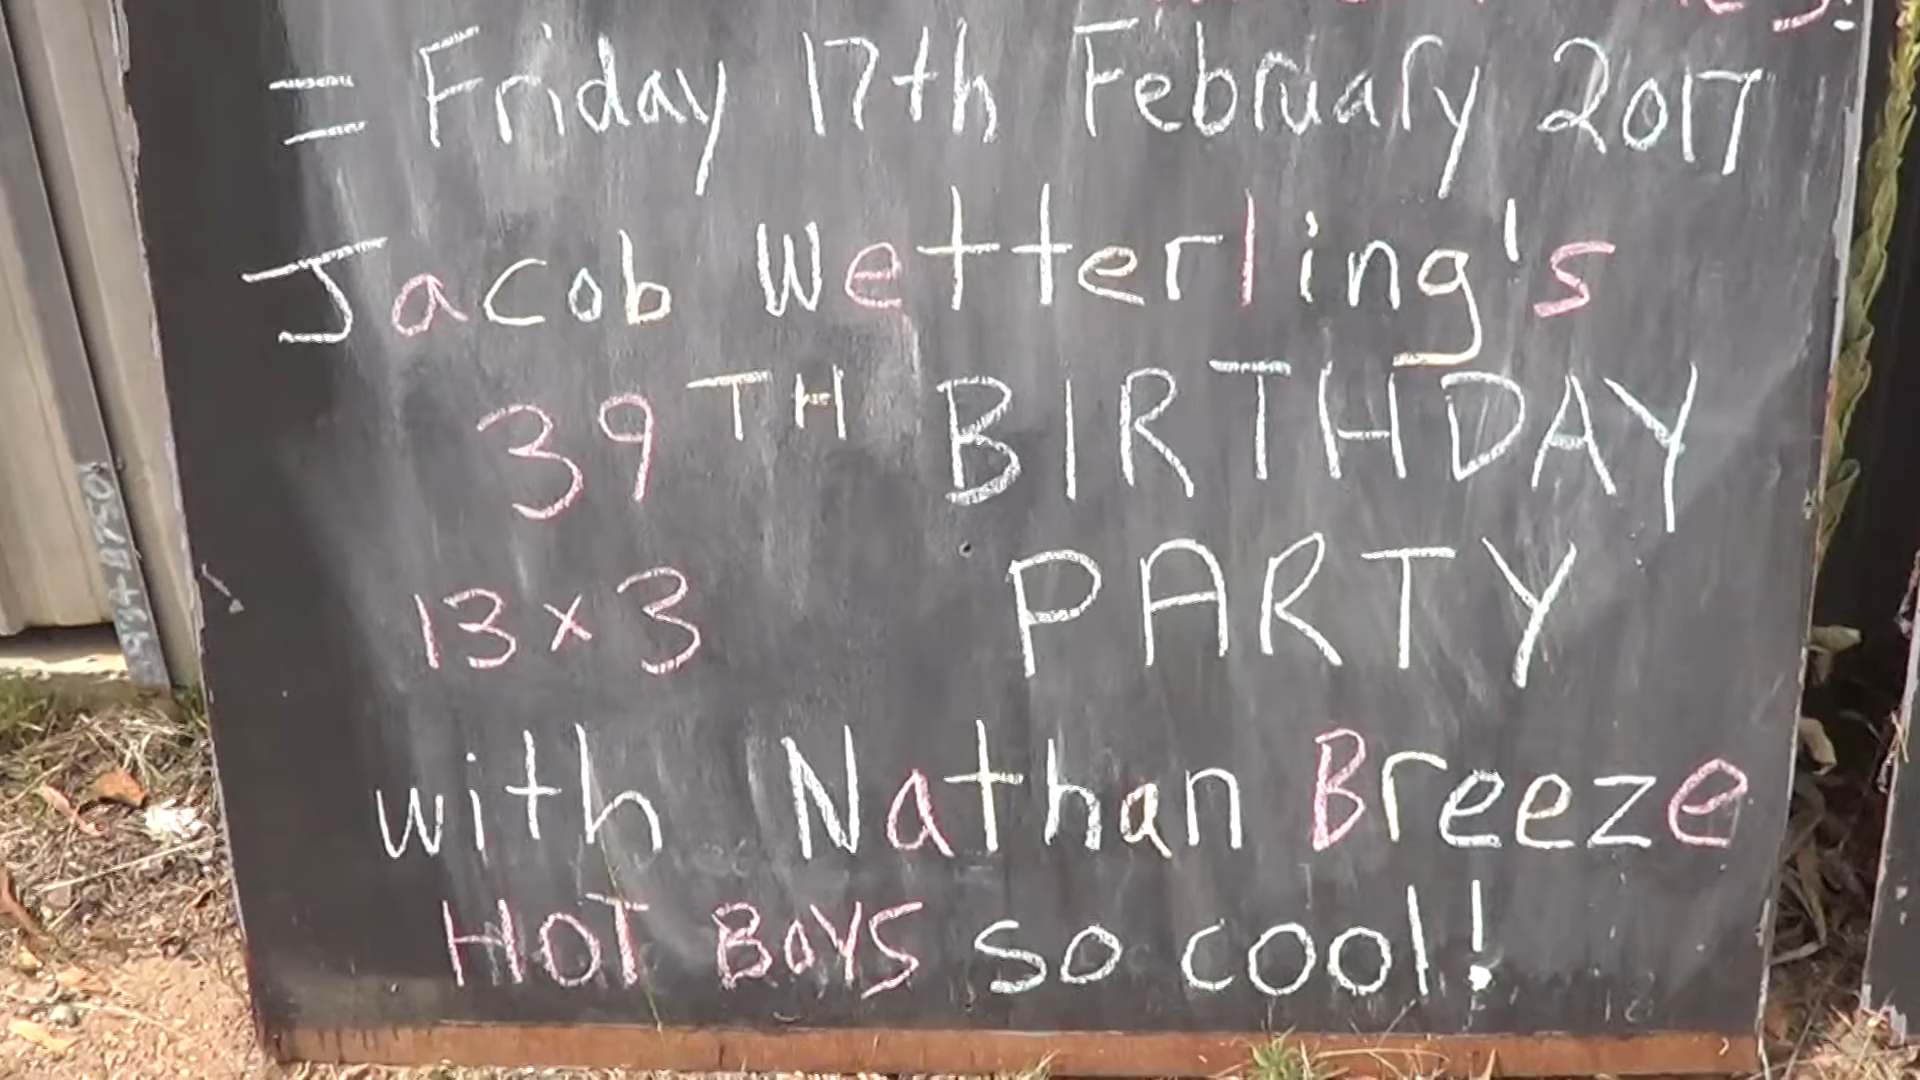 = Friday 17th February 2017
Jacob Wetterling's
39TH BIRTHDAY
13 x 3 PARTY
with Nathan Breeze
HOT BOYS so cool!